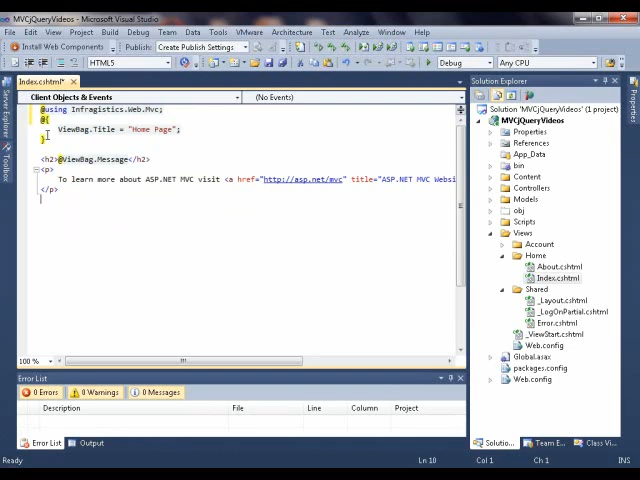 MVCjQueryVideos - Microsoft Visual Studio
File Edit View Project Build Debug Team Data Tools VMware Architecture Test Analyze Window Help
Install Web Components Publish: Create Publish Settings
HTML5 Debug Any CPU
Index.cshtml*
Client Objects & Events (No Events)
@using Infragistics.Web.Mvc;
@{
ViewBag.Title = "Home Page";
}
<h2>@ViewBag.Message</h2>
<p>
To learn more about ASP.NET MVC visit <a href="http://asp.net/mvc" title="ASP.NET MVC Websi
</p>
100 %
Server Explorer
Toolbox
Solution Explorer
Solution 'MVCjQueryVideos' (1 project)
MVCjQueryVideos
Properties
References
App_Data
bin
Content
Controllers
Models
obj
Scripts
Views
Account
Home
About.cshtml
Index.cshtml
Shared
_Layout.cshtml
_LogOnPartial.cshtml
Error.cshtml
_ViewStart.cshtml
Web.config
Global.asax
packages.config
Web.config
Properties
Error List
0 Errors 0 Warnings 0 Messages
Description File Line Column Project
Error List Output
Solutio... Team E... Class Vi...
Ready Ln 10 Col 1 Ch 1 INS